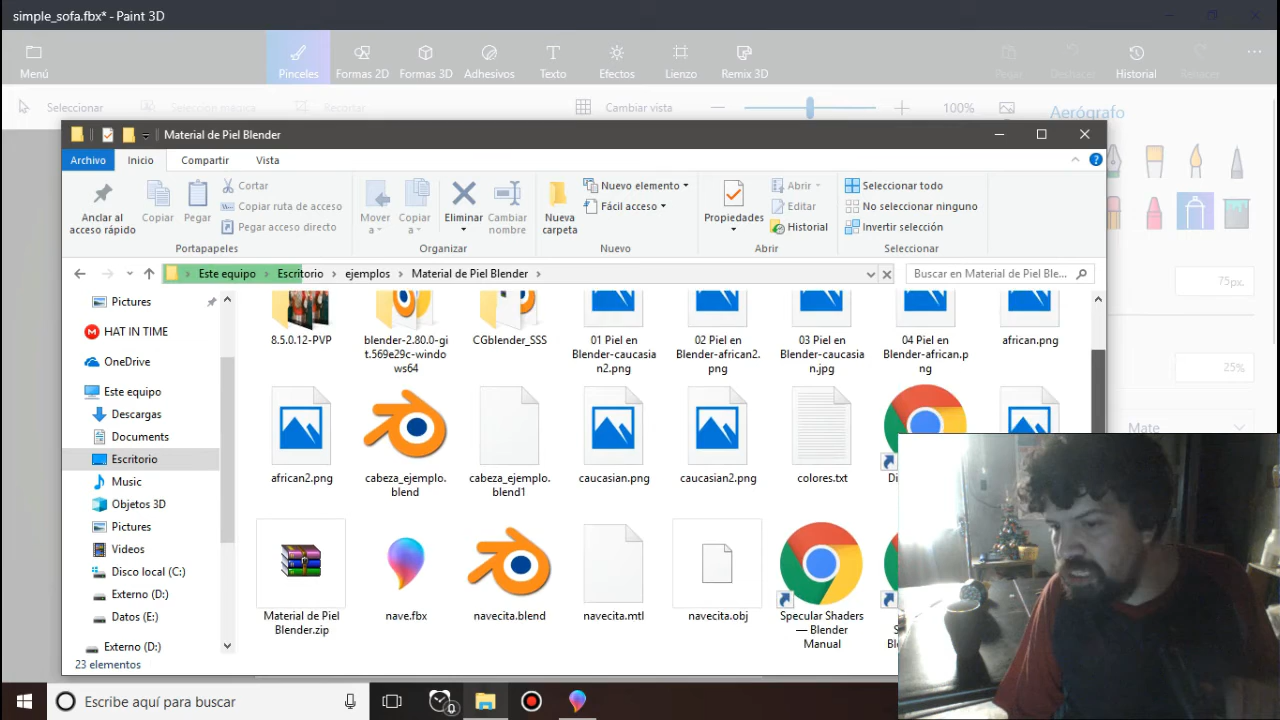 simple_sofa.fbx* - Paint 3D
Menú
Pinceles
Formas 2D
Formas 3D
Adhesivos
Texto
Efectos
Lienzo
Remix 3D
Pegar
Deshacer
Historial
Rehacer
Seleccionar
Selección mágica
Recortar
Cambiar vista
100%
Aerógrafo
Material de Piel Blender
Archivo
Inicio
Compartir
Vista
Anclar al
acceso rápido
Copiar
Pegar
Cortar
Copiar ruta de acceso
Pegar acceso directo
Portapapeles
Mover
a
Copiar
a
Eliminar
Cambiar
nombre
Organizar
Nueva
carpeta
Nuevo elemento
Fácil acceso
Nuevo
Propiedades
Abrir
Editar
Historial
Abrir
Seleccionar todo
No seleccionar ninguno
Invertir selección
Seleccionar
Este equipo
Escritorio
ejemplos
Material de Piel Blender
Buscar en Material de Piel Ble...
75px.
25%
Mate
Pictures
HAT IN TIME
OneDrive
Este equipo
Descargas
Documents
Escritorio
Music
Objetos 3D
Pictures
Videos
Disco local (C:)
Externo (D:)
Datos (E:)
Externo (D:)
8.5.0.12-PVP
blender-2.80.0-gi
t.569e29c-windo
ws64
CGblender_SSS
01 Piel en
Blender-caucasia
n2.png
02 Piel en
Blender-african2.
png
03 Piel en
Blender-caucasia
n.jpg
04 Piel en
Blender-african.p
ng
african.png
african2.png
cabeza_ejemplo.
blend
cabeza_ejemplo.
blend1
caucasian.png
caucasian2.png
colores.txt
Di
Material de Piel
Blender.zip
nave.fbx
navecita.blend
navecita.mtl
navecita.obj
Specular Shaders
— Blender
Manual
23 elementos
Escribe aquí para buscar